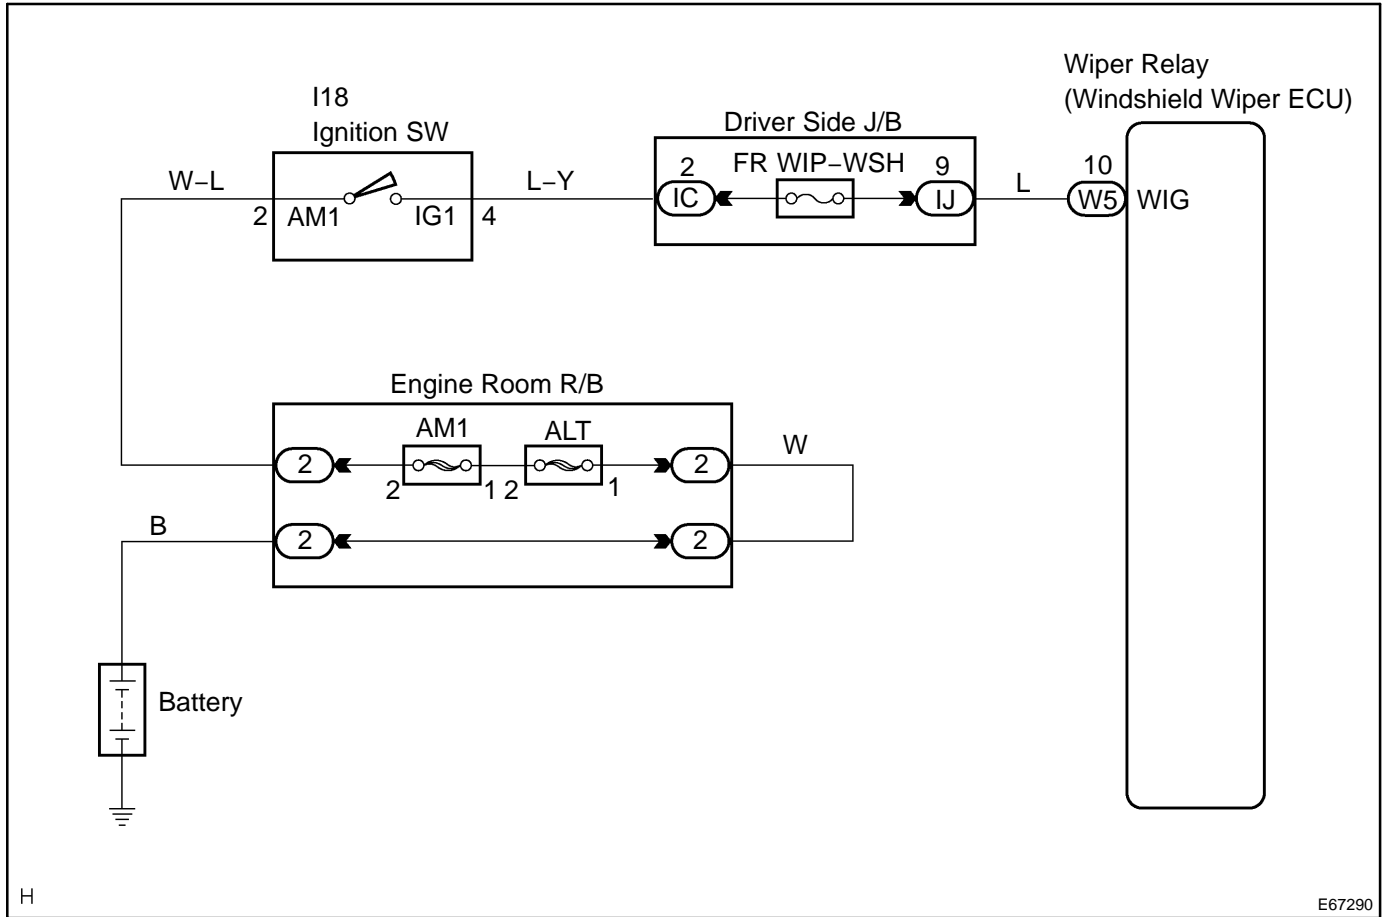 Wiper Relay
(Windshield Wiper ECU)
I18
Ignition SW
Driver Side J/B
W–L
2
AM1
IG1
4
L–Y
2
IC
FR WIP–WSH
9
IJ
L
10
W5
WIG
Engine Room R/B
AM1
ALT
2
2
1
2
1
2
W
B
2
2
Battery
H
E67290